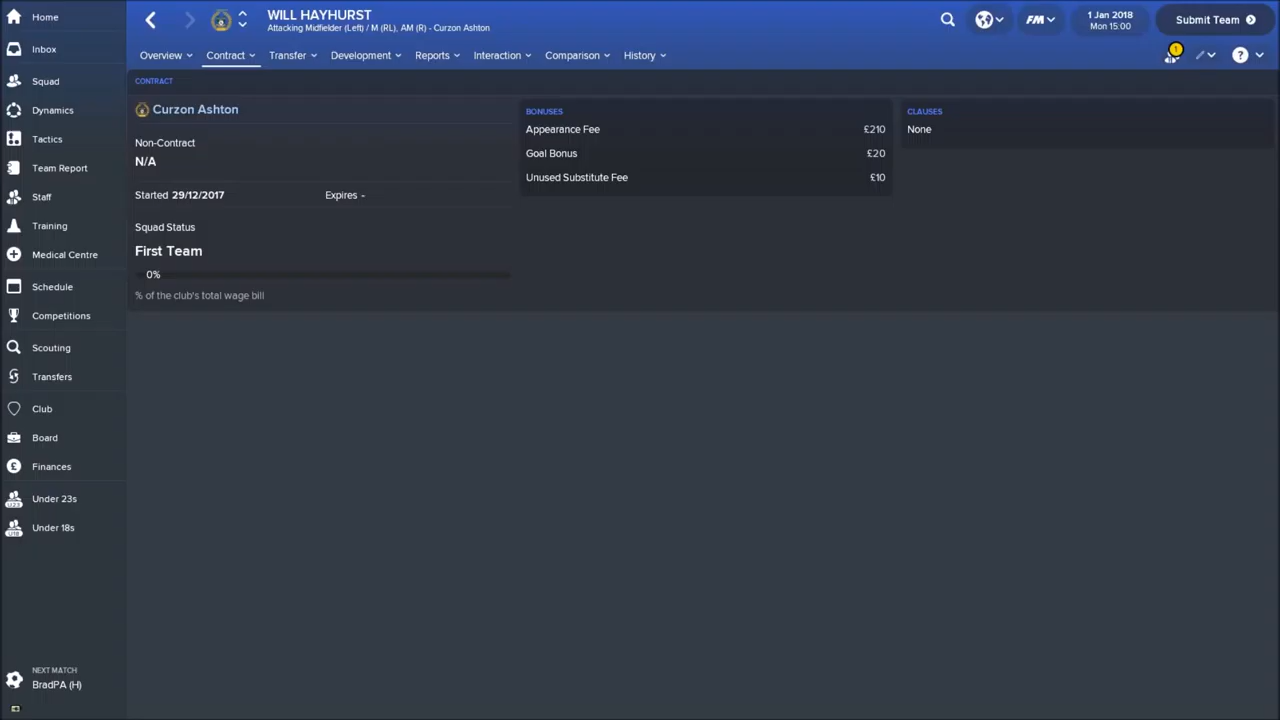 Home
Inbox
Squad
Dynamics
Tactics
Team Report
Staff
Training
Medical Centre
Schedule
Competitions
Scouting
Transfers
Club
Board
Finances
Under 23s
Under 18s
NEXT MATCH
BradPA (H)
WILL HAYHURST
Attacking Midfielder (Left) / M (RL), AM (R) - Curzon Ashton
FM
1 Jan 2018
Mon 15:00
Submit Team
1
?
Overview Contract Transfer Development Reports Interaction Comparison History
CONTRACT
Curzon Ashton
Non-Contract
N/A
Started 29/12/2017 Expires -
Squad Status
First Team
0%
% of the club's total wage bill
BONUSES
Appearance Fee £210
Goal Bonus £20
Unused Substitute Fee £10
CLAUSES
None